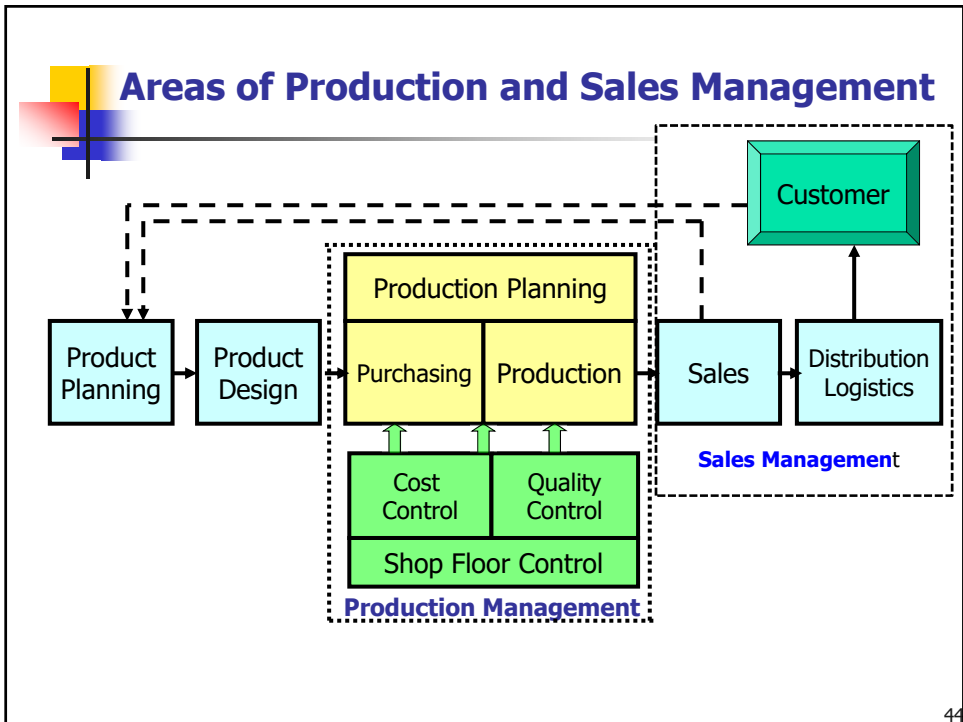 Areas of Production and Sales Management
Customer
Production Planning
Product
Planning
Product
Design
Purchasing
Production
Sales
Distribution
Logistics
Sales Management
Cost
Control
Quality
Control
Shop Floor Control
Production Management
44